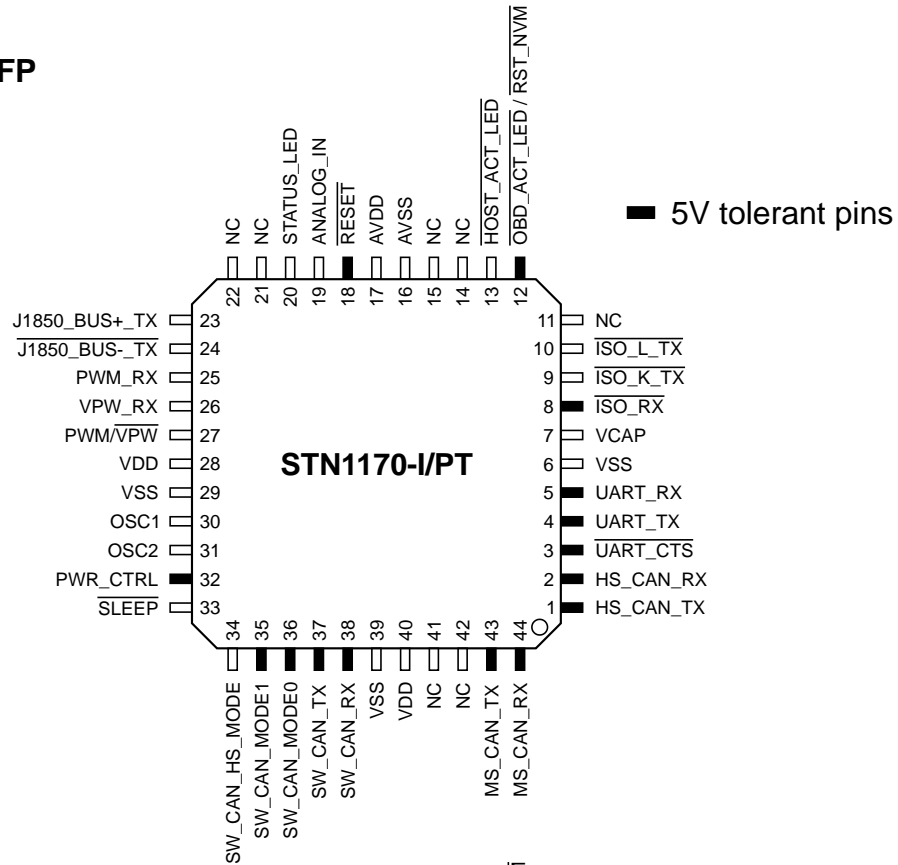 FP
5V tolerant pins
STN1170-I/PT
NC
NC
STATUS_LED
ANALOG_IN
RESET
AVDD
AVSS
NC
NC
HOST_ACT_LED
OBD_ACT_LED / RST_NVM
22 21 20 19 18 17 16 15 14 13 12
J1850_BUS+_TX 23
J1850_BUS-_TX 24
PWM_RX 25
VPW_RX 26
PWM/VPW 27
VDD 28
VSS 29
OSC1 30
OSC2 31
PWR_CTRL 32
SLEEP 33
11 NC
10 ISO_L_TX
9 ISO_K_TX
8 ISO_RX
7 VCAP
6 VSS
5 UART_RX
4 UART_TX
3 UART_CTS
2 HS_CAN_RX
1 HS_CAN_TX
34 35 36 37 38 39 40 41 42 43 44
SW_CAN_HS_MODE
SW_CAN_MODE1
SW_CAN_MODE0
SW_CAN_TX
SW_CAN_RX
VSS
VDD
NC
NC
MS_CAN_TX
MS_CAN_RX